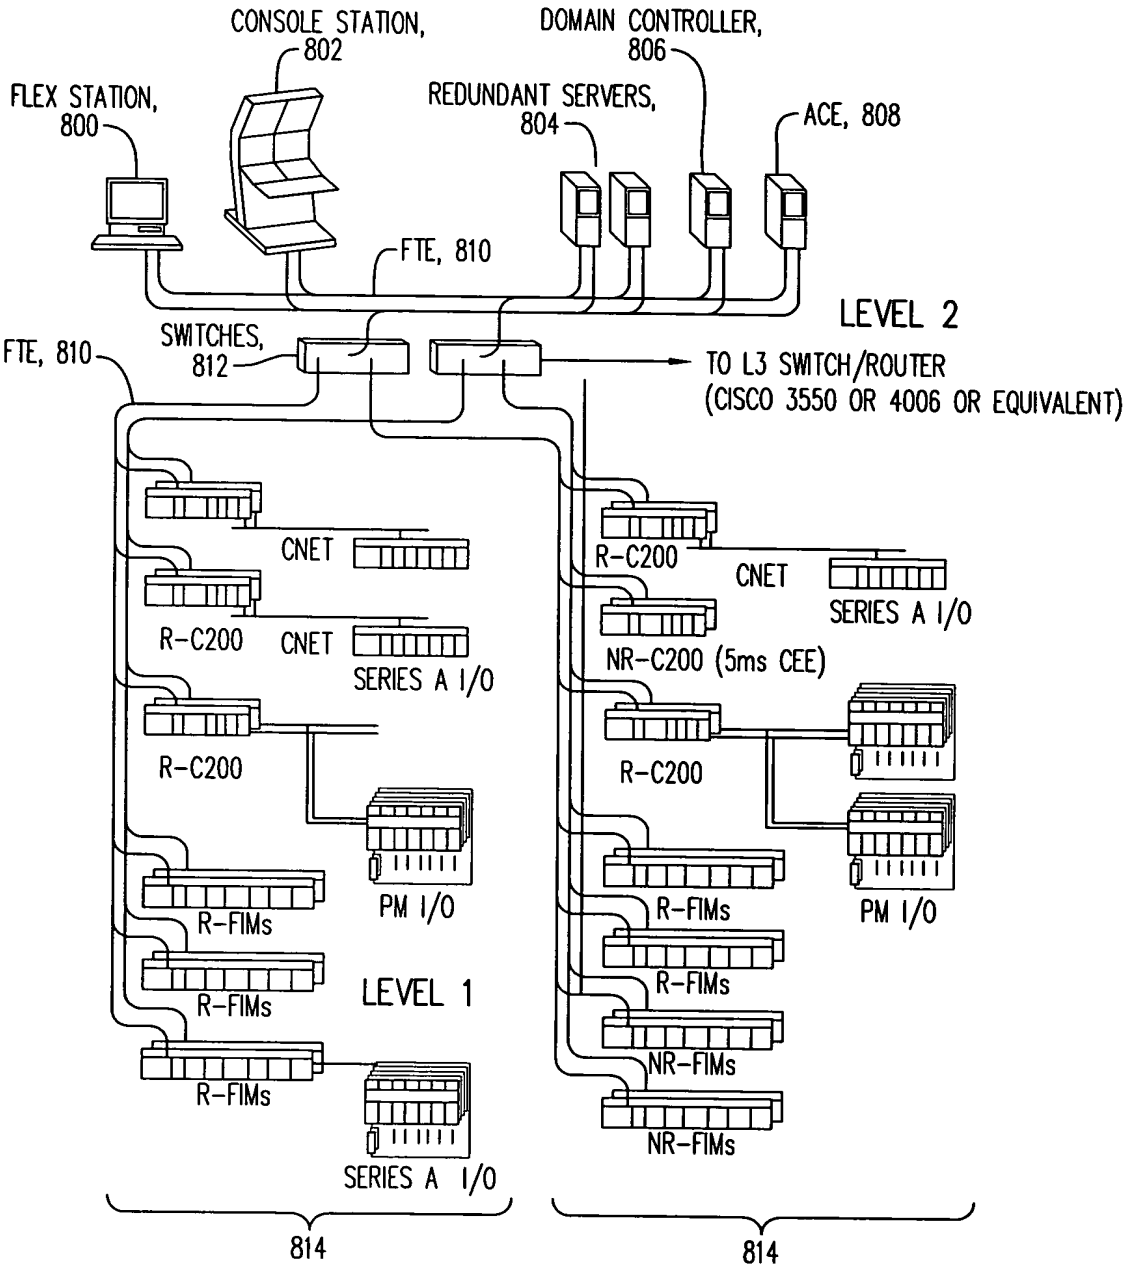 CONSOLE STATION,
802
DOMAIN CONTROLLER,
806
FLEX STATION,
800
REDUNDANT SERVERS,
804
ACE, 808
FTE, 810
LEVEL 2
SWITCHES,
812
FTE, 810
TO L3 SWITCH/ROUTER
(CISCO 3550 OR 4006 OR EQUIVALENT)
CNET
R-C200
CNET
SERIES A I/O
R-C200
CNET
SERIES A I/O
NR-C200 (5ms CEE)
R-C200
R-C200
PM I/O
PM I/O
R-FIMs
R-FIMs
R-FIMs
R-FIMs
LEVEL 1
NR-FIMs
R-FIMs
NR-FIMs
SERIES A I/O
814
814